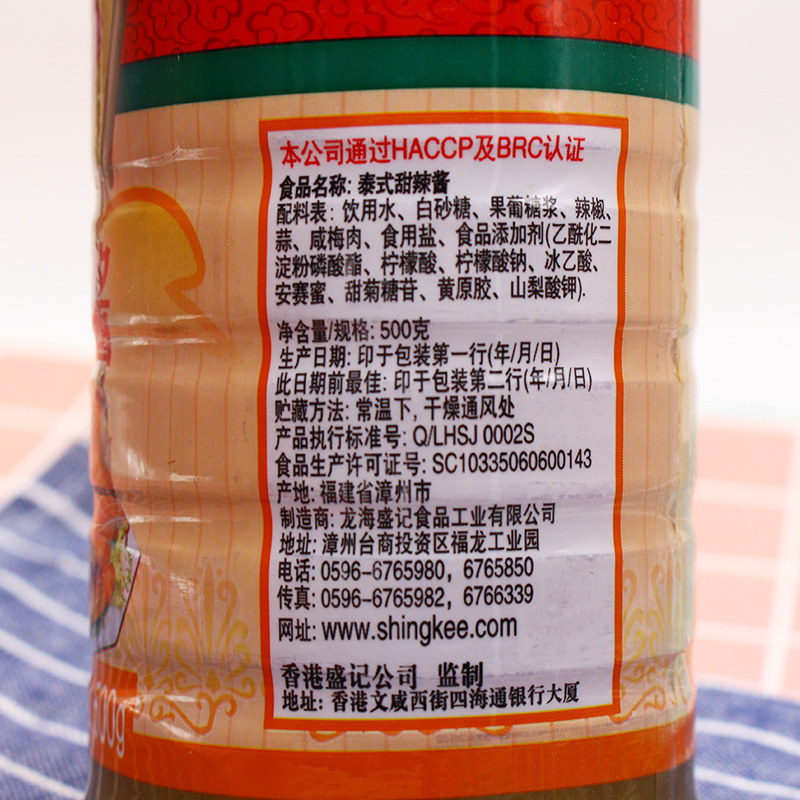 本公司通过HACCP及BRC认证
食品名称: 泰式甜辣酱
配料表: 饮用水、白砂糖、果葡糖浆、辣椒、
蒜、咸梅肉、食用盐、食品添加剂(乙酰化二
淀粉磷酸酯、柠檬酸、柠檬酸钠、冰乙酸、
安赛蜜、甜菊糖苷、黄原胶、山梨酸钾).
净含量/规格: 500克
生产日期: 印于包装第一行(年/月/日)
此日期前最佳: 印于包装第二行(年/月/日)
贮藏方法: 常温下, 干燥通风处
产品执行标准号: Q/LHSJ 0002S
食品生产许可证号: SC10335060600143
产地: 福建省漳州市
制造商: 龙海盛记食品工业有限公司
地址: 漳州台商投资区福龙工业园
电话: 0596-6765980, 6765850
传真: 0596-6765982, 6766339
网址: www.shingkee.com
香港盛记公司 监制
地址: 香港文咸西街四海通银行大厦